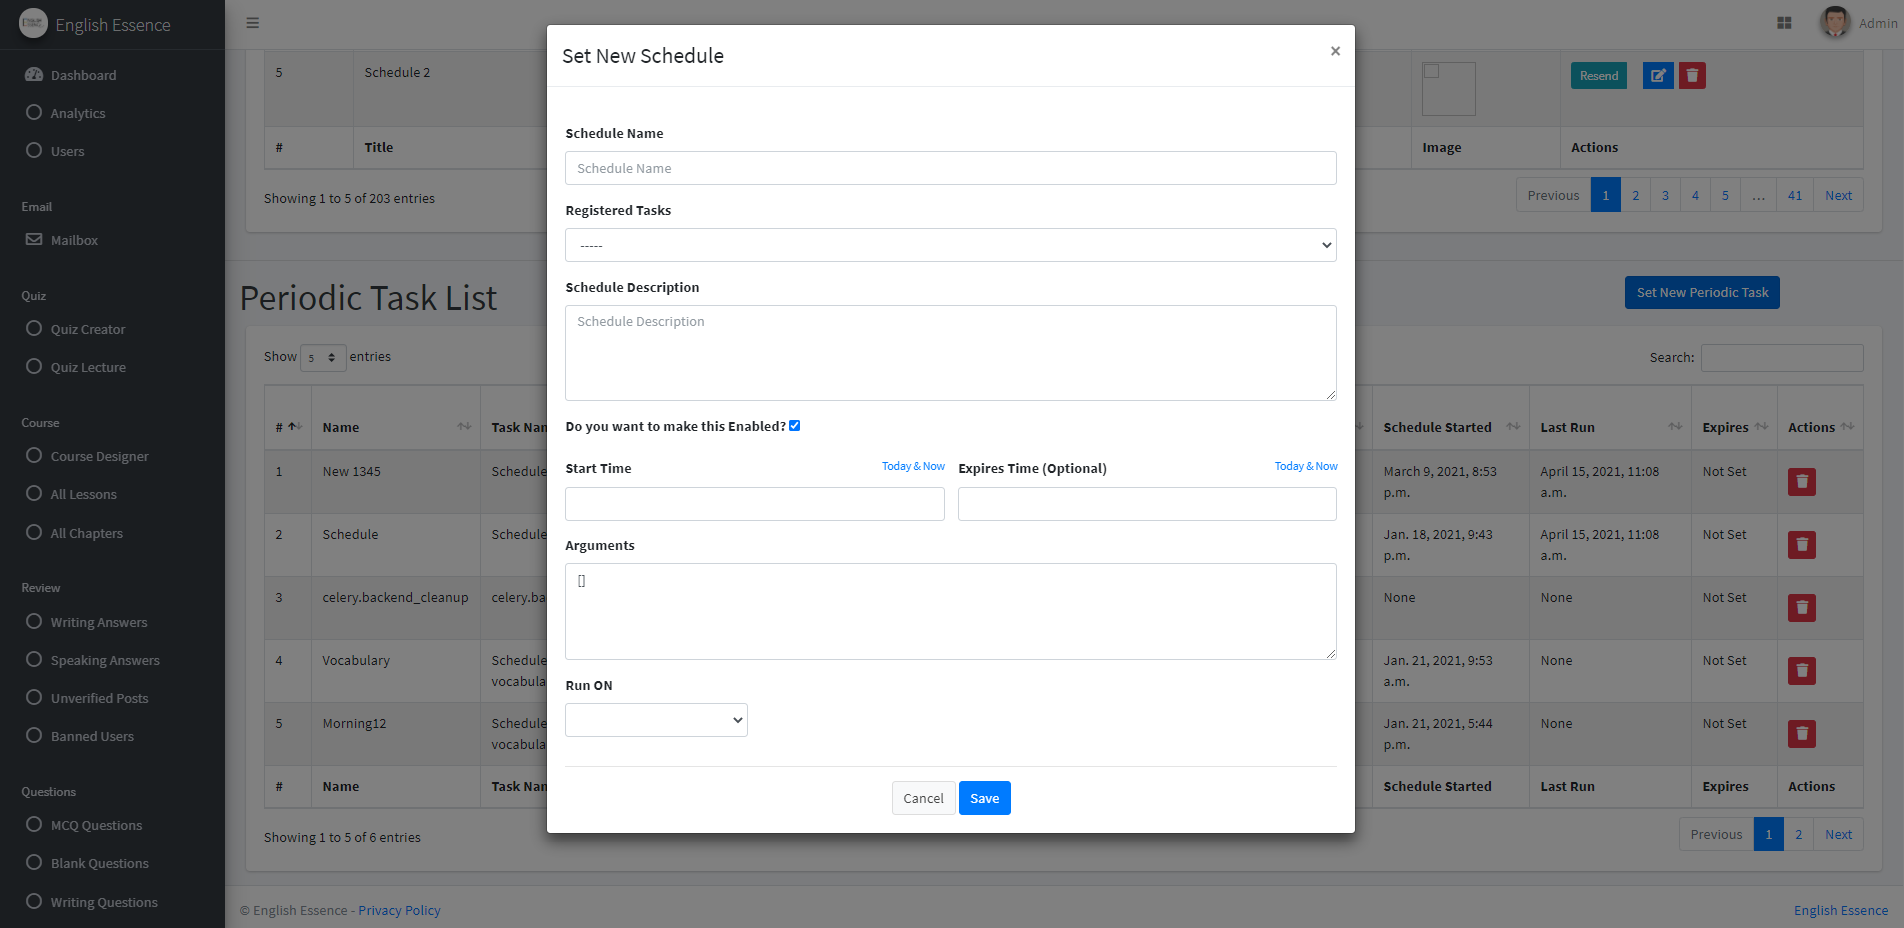 English Essence
Admin
Dashboard
Analytics
Users
Email
Mailbox
Quiz
Quiz Creator
Quiz Lecture
Course
Course Designer
All Lessons
All Chapters
Review
Writing Answers
Speaking Answers
Unverified Posts
Banned Users
Questions
MCQ Questions
Blank Questions
Writing Questions
5 Schedule 2 Resend
# Title Image Actions
Showing 1 to 5 of 203 entries
Previous 1 2 3 4 5 … 41 Next
Periodic Task List
Set New Periodic Task
Show 5 entries
Search:
# Name Task Nam Schedule Started Last Run Expires Actions
1 New 1345 Schedule March 9, 2021, 8:53 April 15, 2021, 11:08 Not Set
p.m. a.m.
2 Schedule Schedule Jan. 18, 2021, 9:43 April 15, 2021, 11:08 Not Set
p.m. a.m.
3 celery.backend_cleanup celery.ba None None Not Set
4 Vocabulary Schedule Jan. 21, 2021, 9:53 None Not Set
vocabula a.m.
5 Morning12 Schedule Jan. 21, 2021, 5:44 None Not Set
vocabula p.m.
# Name Task Nam Schedule Started Last Run Expires Actions
Showing 1 to 5 of 6 entries
Previous 1 2 Next
© English Essence - Privacy Policy
English Essence
Set New Schedule
×
Schedule Name
Schedule Name
Registered Tasks
-----
Schedule Description
Schedule Description
Do you want to make this Enabled?
Start Time Today & Now Expires Time (Optional) Today & Now
Arguments
[]
Run ON
Cancel Save